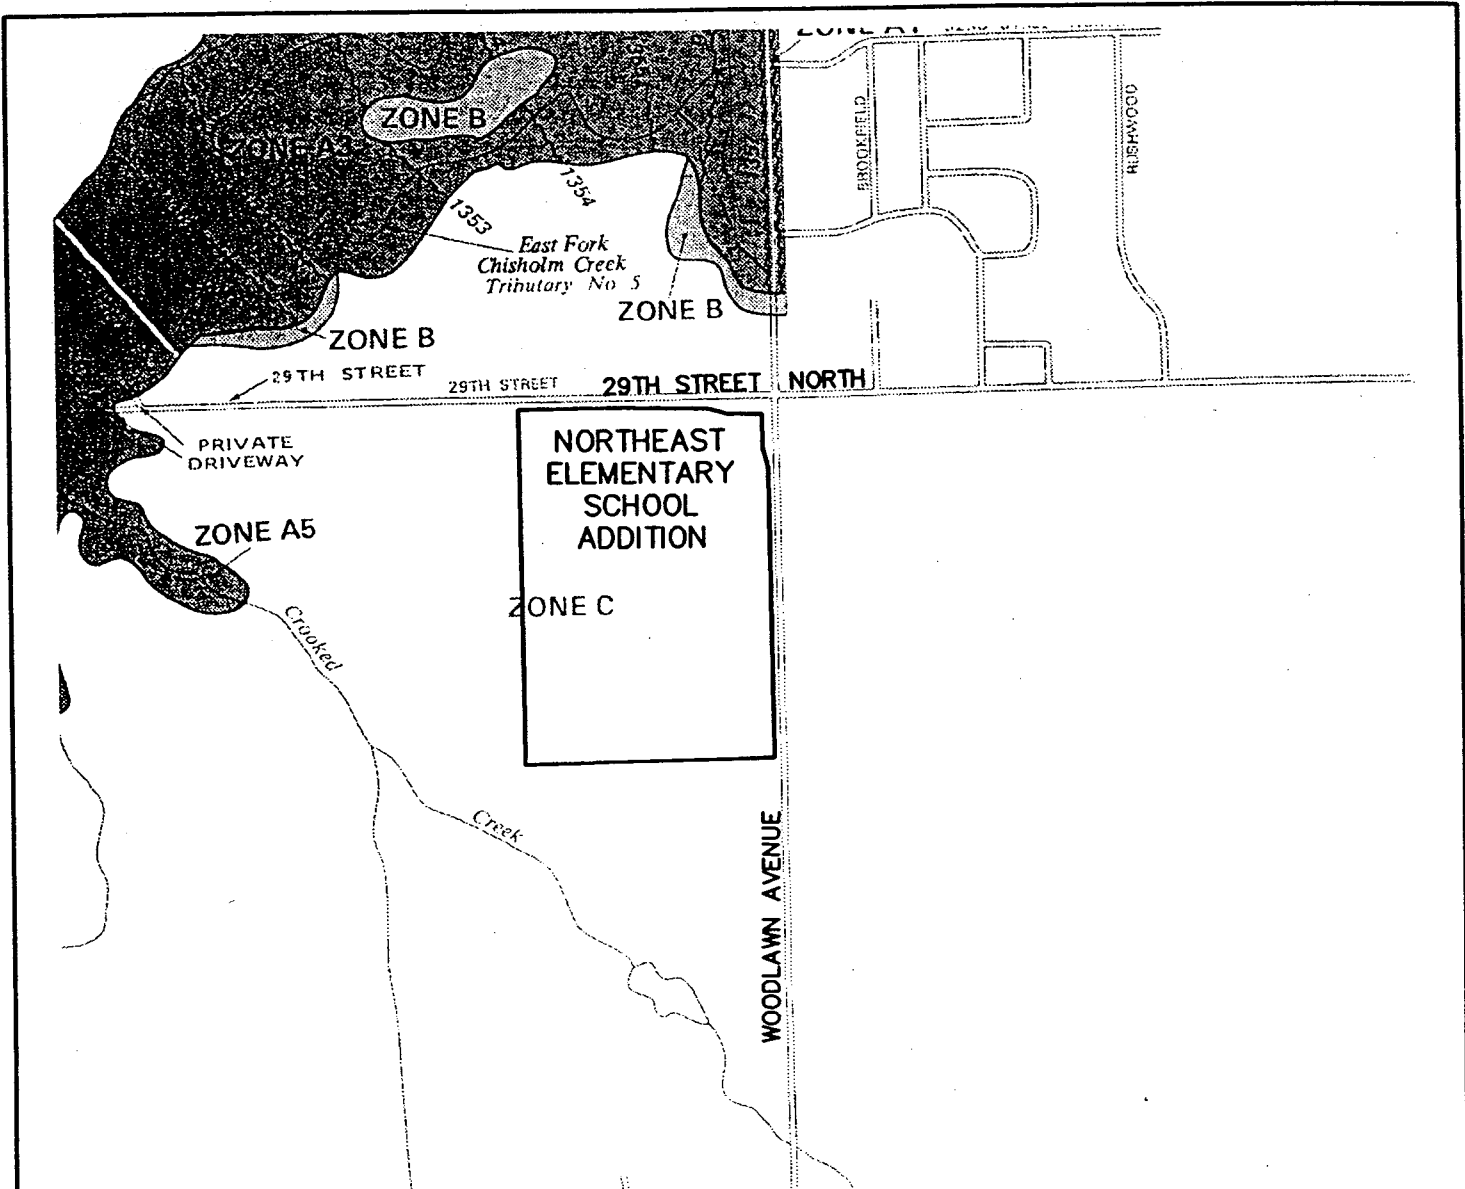 ZONE
ZONE B
ZONE A3
BROOKFIELD
RUSHWOOD
1354
1353
East Fork
Chisholm Creek
Tributary No 5
ZONE B
ZONE B
29TH STREET
29TH STREET
29TH STREET NORTH
PRIVATE
DRIVEWAY
NORTHEAST
ELEMENTARY
SCHOOL
ADDITION
ZONE A5
ZONE C
Crooked
Creek
WOODLAWN AVENUE